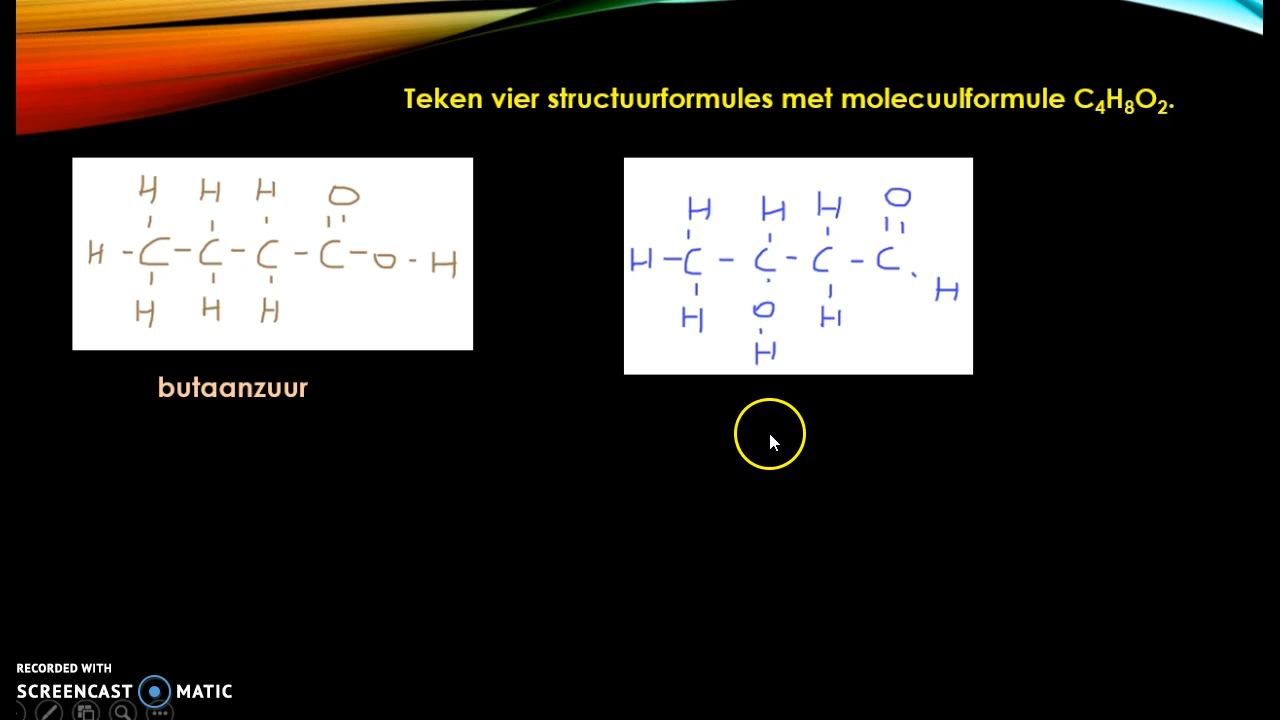 Teken vier structuurformules met molecuulformule C₄H₈O₂.
H H H O
H - C - C - C - C - O - H
H H H
butaanzuur
H H H O
H - C - C - C - C
H
H O H
H
RECORDED WITH
SCREENCAST MATIC